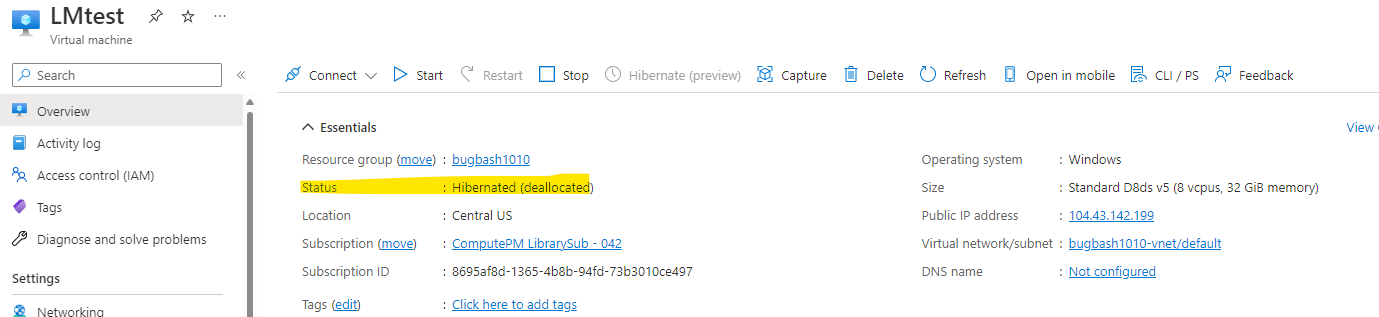 LMtest
Virtual machine
Search
Connect Start Restart Stop Hibernate (preview) Capture Delete Refresh Open in mobile CLI / PS Feedback
Overview
Activity log
Access control (IAM)
Tags
Diagnose and solve problems
Settings
Networking
Essentials
View
Resource group (move) : bugbash1010
Status : Hibernated (deallocated)
Location : Central US
Subscription (move) : ComputePM LibrarySub - 042
Subscription ID : 8695af8d-1365-4b8b-94fd-73b3010ce497
Tags (edit) : Click here to add tags
Operating system : Windows
Size : Standard D8ds v5 (8 vcpus, 32 GiB memory)
Public IP address : 104.43.142.199
Virtual network/subnet : bugbash1010-vnet/default
DNS name : Not configured